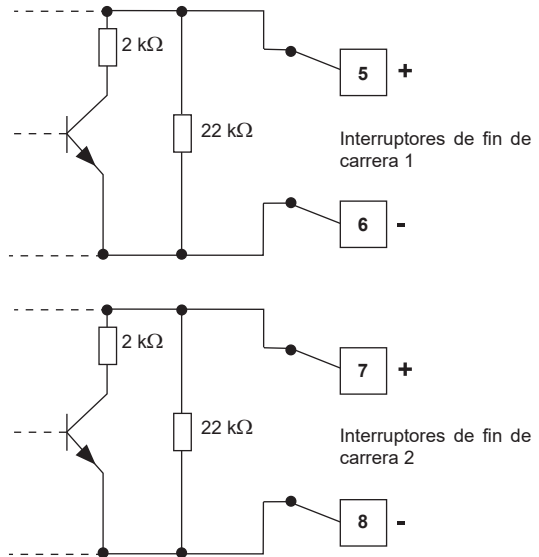 2 kΩ
5 +
22 kΩ
Interruptores de fin de
carrera 1
6 -
2 kΩ
7 +
22 kΩ
Interruptores de fin de
carrera 2
8 -